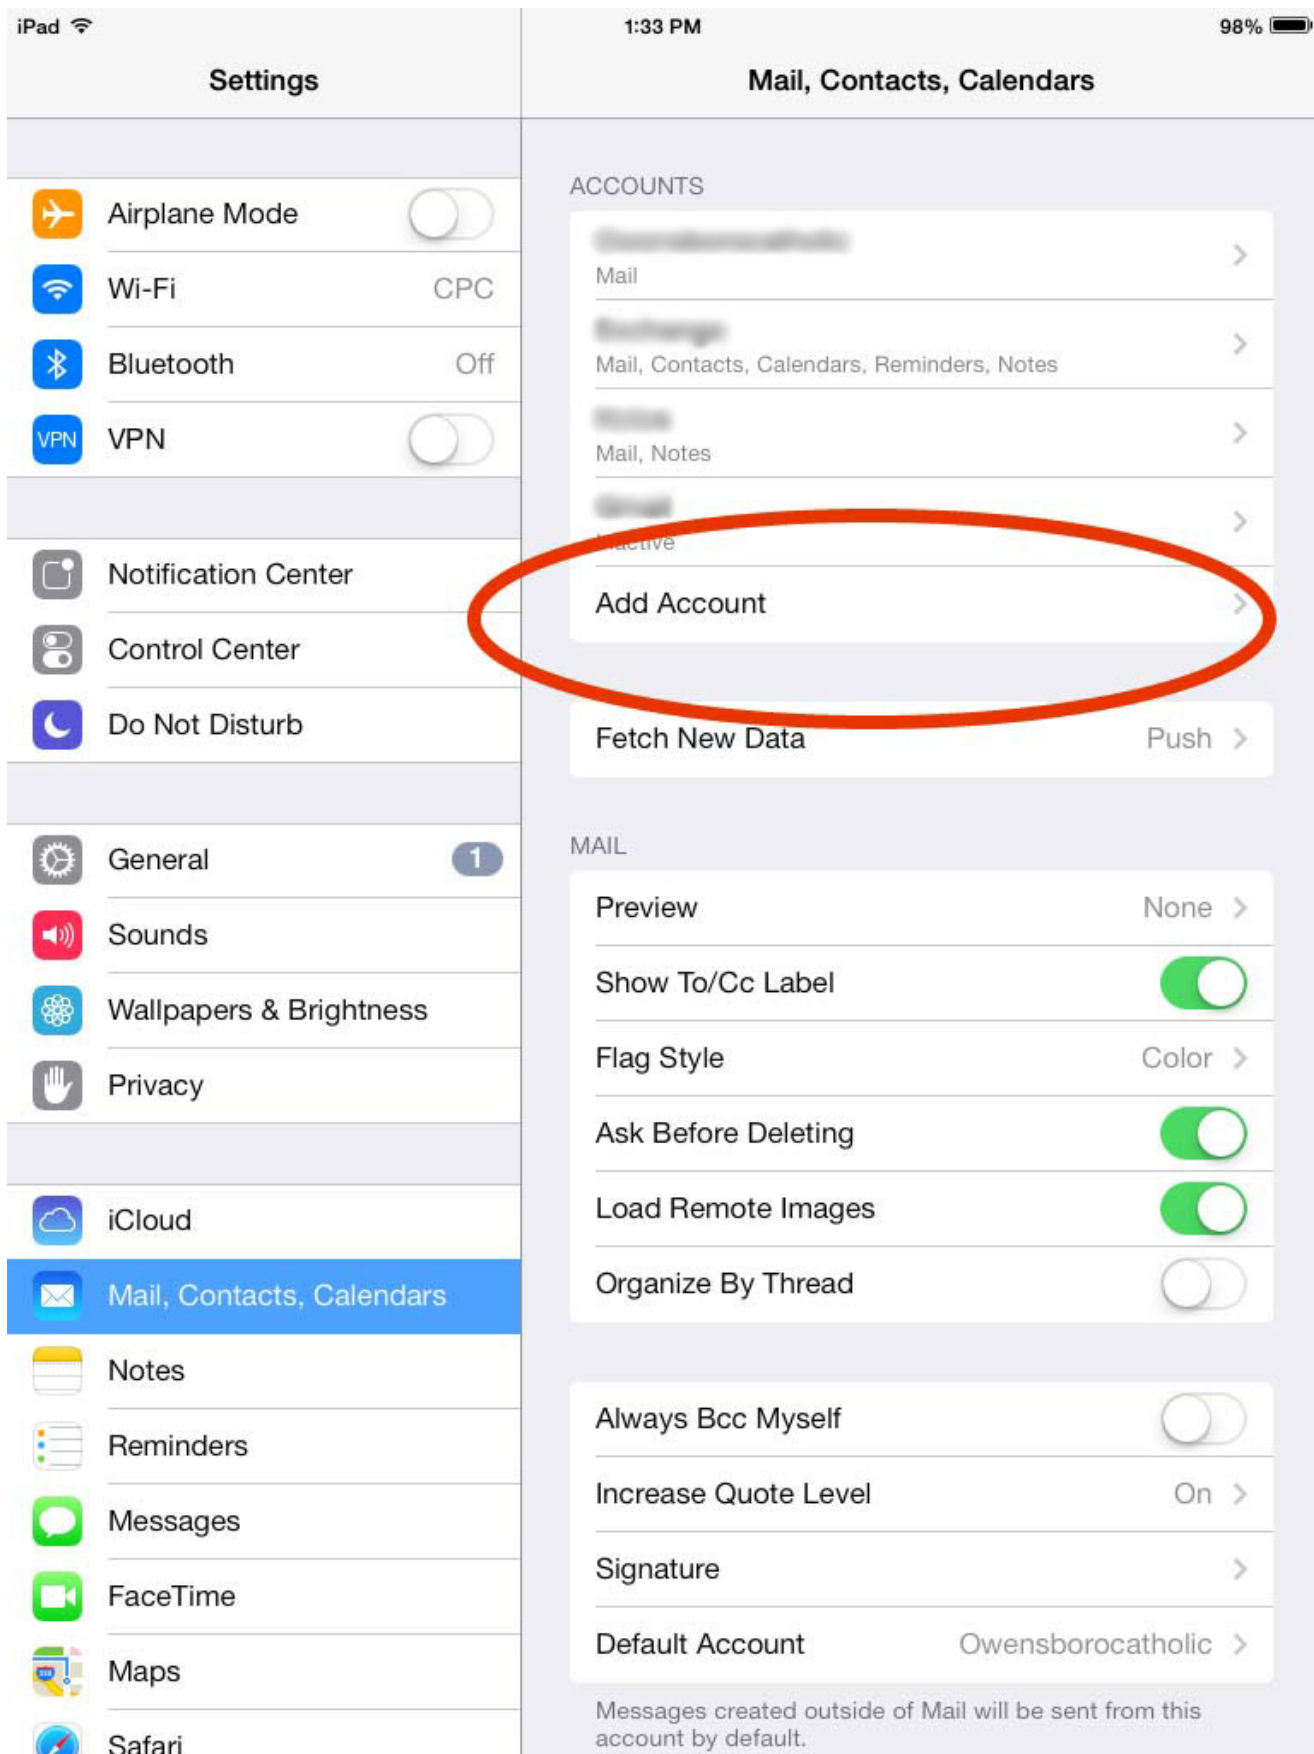 iPad
1:33 PM
98%
Settings
Mail, Contacts, Calendars
Airplane Mode
Wi-Fi
CPC
Bluetooth
Off
VPN
VPN
Notification Center
Control Center
Do Not Disturb
General
1
Sounds
Wallpapers & Brightness
Privacy
iCloud
Mail, Contacts, Calendars
Notes
Reminders
Messages
FaceTime
Maps
Safari
ACCOUNTS
Mail
Mail, Contacts, Calendars, Reminders, Notes
Mail, Notes
Inactive
Add Account
Fetch New Data
Push
MAIL
Preview
None
Show To/Cc Label
Flag Style
Color
Ask Before Deleting
Load Remote Images
Organize By Thread
Always Bcc Myself
Increase Quote Level
On
Signature
Default Account
Owensborocatholic
Messages created outside of Mail will be sent from this
account by default.